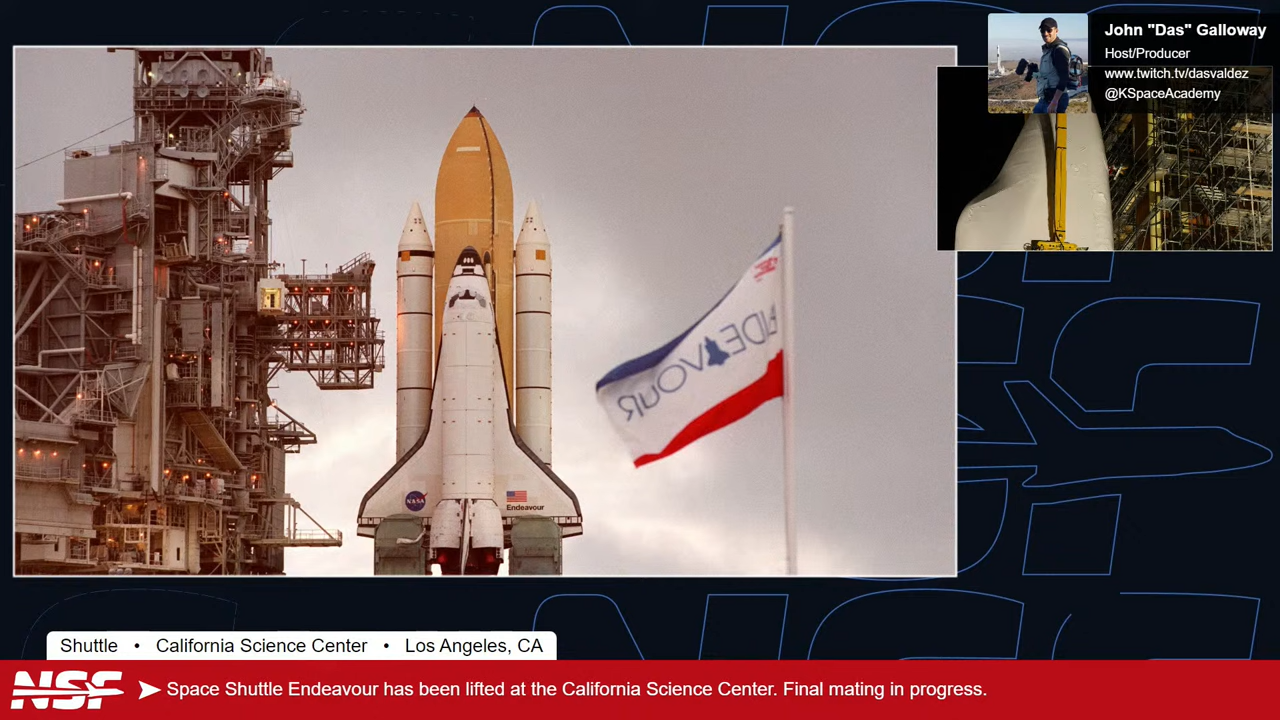 John "Das" Galloway
Host/Producer
www.twitch.tv/dasvaldez
@KSpaceAcademy
ENDEAVOUR
NASA
Endeavour
Shuttle • California Science Center • Los Angeles, CA
NSF
Space Shuttle Endeavour has been lifted at the California Science Center. Final mating in progress.